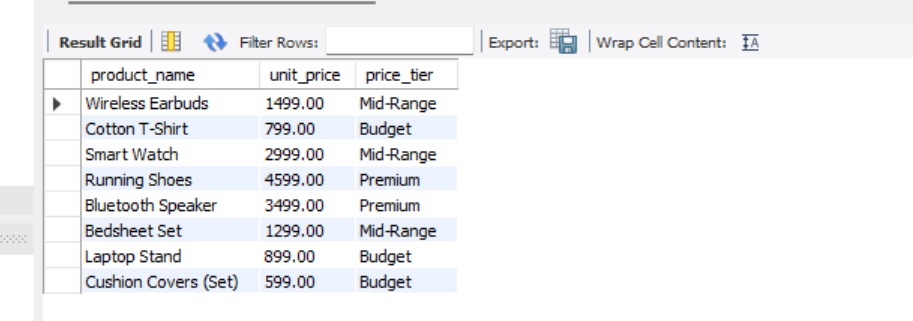 Result Grid Filter Rows: Export: Wrap Cell Content: IA
product_name unit_price price_tier
Wireless Earbuds 1499.00 Mid-Range
Cotton T-Shirt 799.00 Budget
Smart Watch 2999.00 Mid-Range
Running Shoes 4599.00 Premium
Bluetooth Speaker 3499.00 Premium
Bedsheet Set 1299.00 Mid-Range
Laptop Stand 899.00 Budget
Cushion Covers (Set) 599.00 Budget